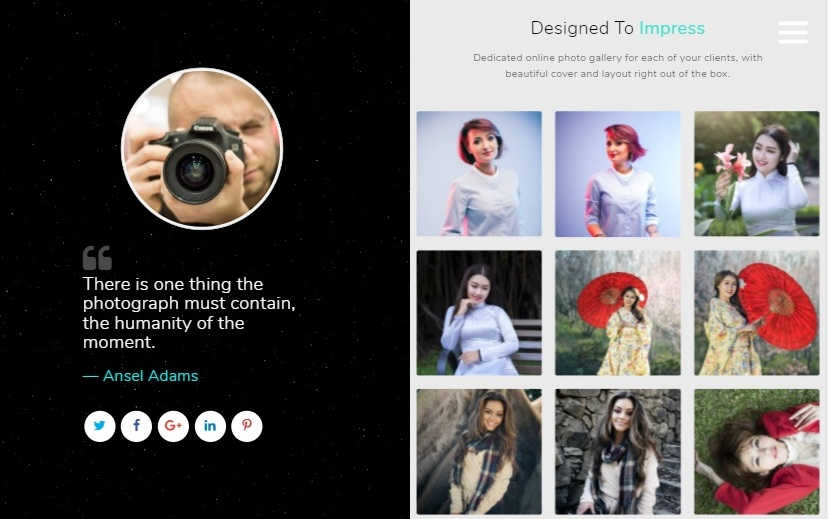 Canon
There is one thing the
photograph must contain,
the humanity of the
moment.
— Ansel Adams
Designed To Impress
Dedicated online photo gallery for each of your clients, with
beautiful cover and layout right out of the box.